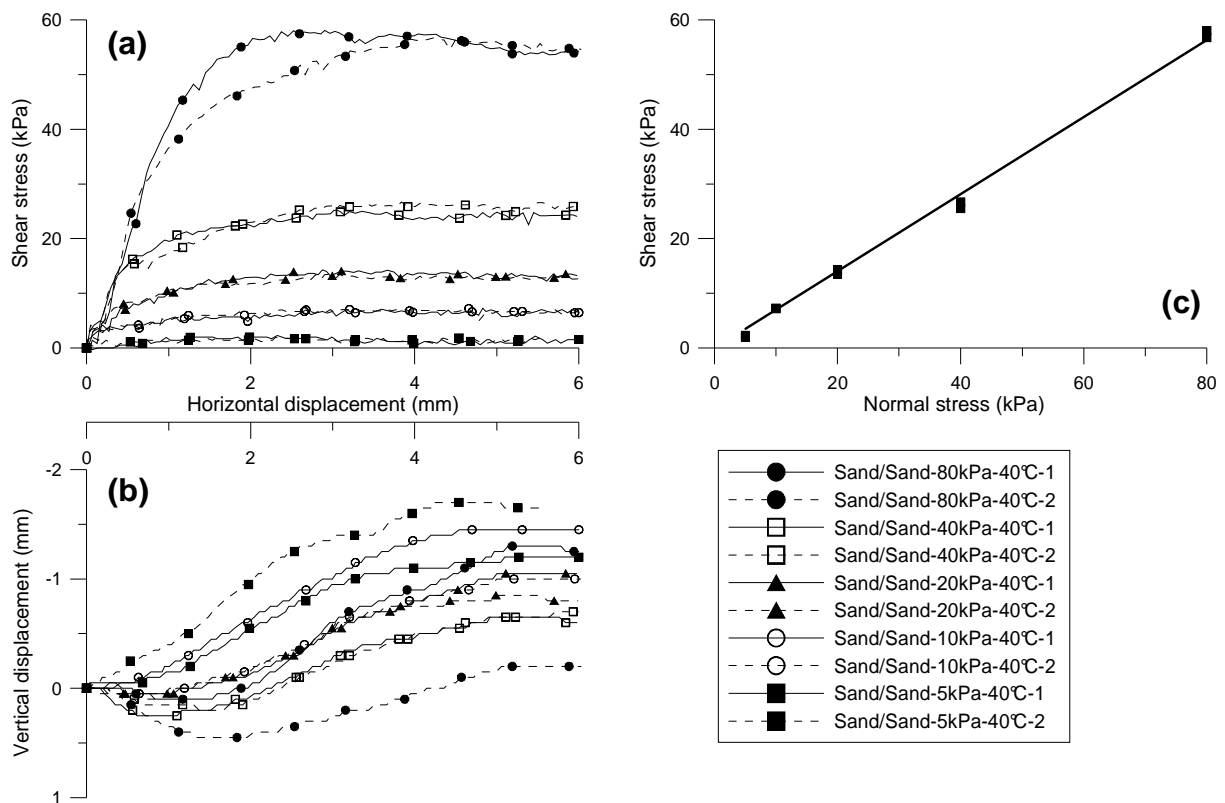 (a)
Shear stress (kPa)
60
40
20
0
0 2 4 6
Horizontal displacement (mm)
0 2 4 6
(b)
Vertical displacement (mm)
-2
-1
0
1
(c)
Shear stress (kPa)
60
40
20
0
0 20 40 60 80
Normal stress (kPa)
Sand/Sand-80kPa-40°C-1
Sand/Sand-80kPa-40°C-2
Sand/Sand-40kPa-40°C-1
Sand/Sand-40kPa-40°C-2
Sand/Sand-20kPa-40°C-1
Sand/Sand-20kPa-40°C-2
Sand/Sand-10kPa-40°C-1
Sand/Sand-10kPa-40°C-2
Sand/Sand-5kPa-40°C-1
Sand/Sand-5kPa-40°C-2